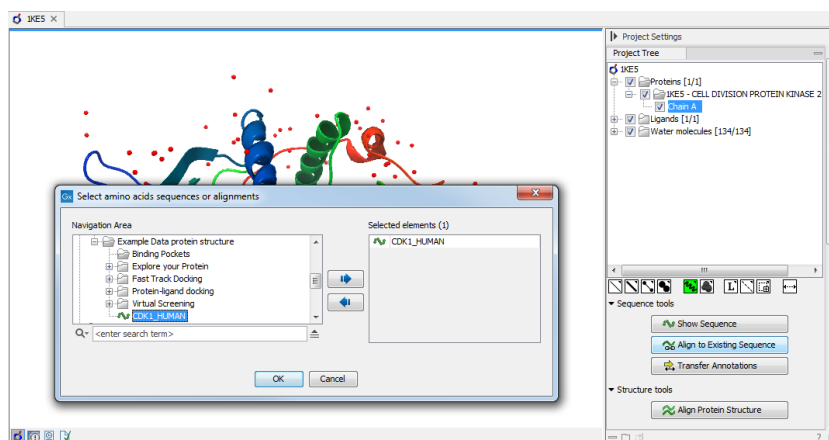 1KE5
Project Settings
Project Tree
1KE5
Proteins [1/1]
1KE5 - CELL DIVISION PROTEIN KINASE 2
Chain A
Ligands [1/1]
Water molecules [134/134]
Gx Select amino acids sequences or alignments
Navigation Area
Example Data protein structure
Binding Pockets
Explore your Protein
Fast Track Docking
Protein-ligand docking
Virtual Screening
CDK1_HUMAN
<enter search term>
Selected elements (1)
CDK1_HUMAN
OK
Cancel
L
Sequence tools
Show Sequence
Align to Existing Sequence
Transfer Annotations
Structure tools
Align Protein Structure
?